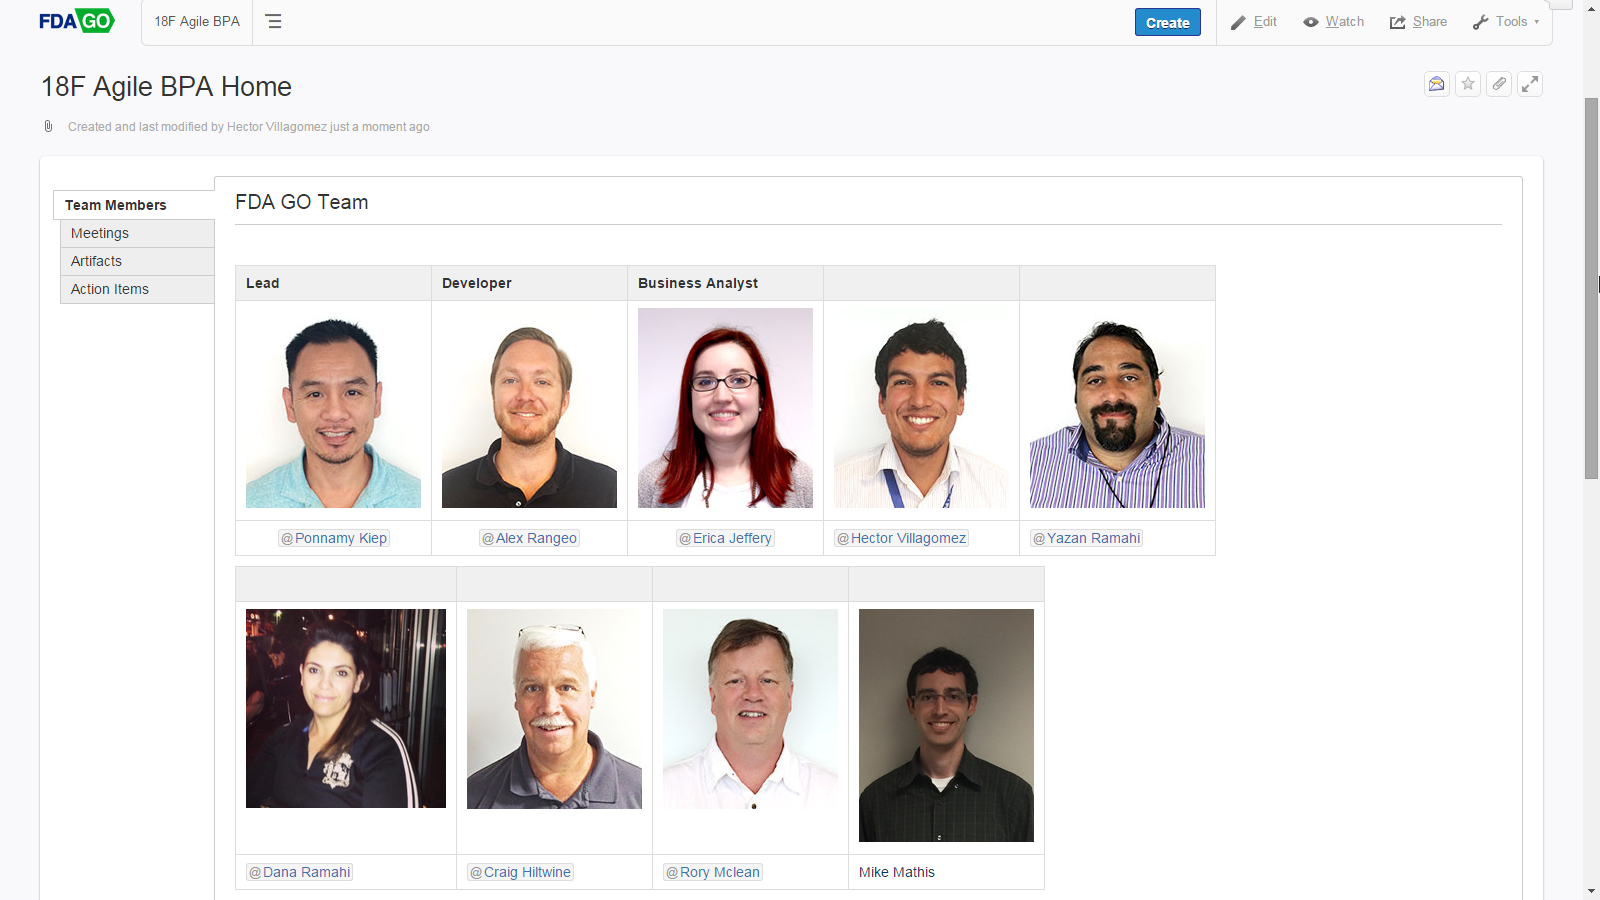 FDA GO
18F Agile BPA
Create
Edit
Watch
Share
Tools
18F Agile BPA Home
Created and last modified by Hector Villagomez just a moment ago
Team Members
Meetings
Artifacts
Action Items
FDA GO Team
Lead Developer Business Analyst
@Ponnamy Kiep @Alex Rangeo @Erica Jeffery @Hector Villagomez @Yazan Ramahi
@Dana Ramahi @Craig Hiltwine @Rory Mclean Mike Mathis